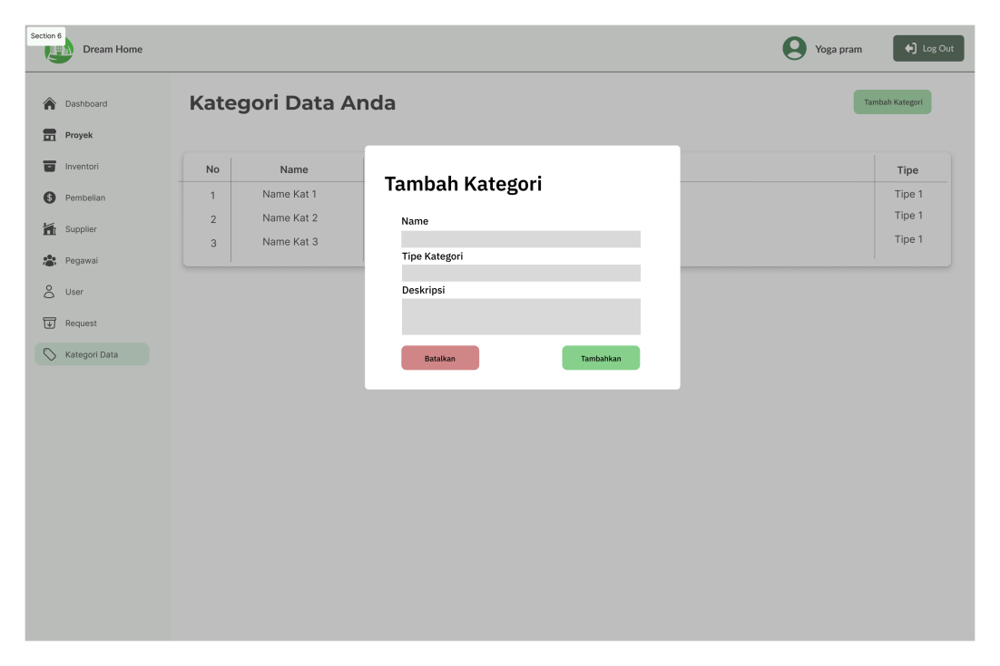 Section 6
Dream Home
Yoga pram
Log Out
Dashboard
Proyek
Inventori
Pembelian
Supplier
Pegawai
User
Request
Kategori Data
Kategori Data Anda
Tambah Kategori
No Name Tipe
1 Name Kat 1 Tipe 1
2 Name Kat 2 Tipe 1
3 Name Kat 3 Tipe 1
Tambah Kategori
Name
Tipe Kategori
Deskripsi
Batalkan Tambahkan